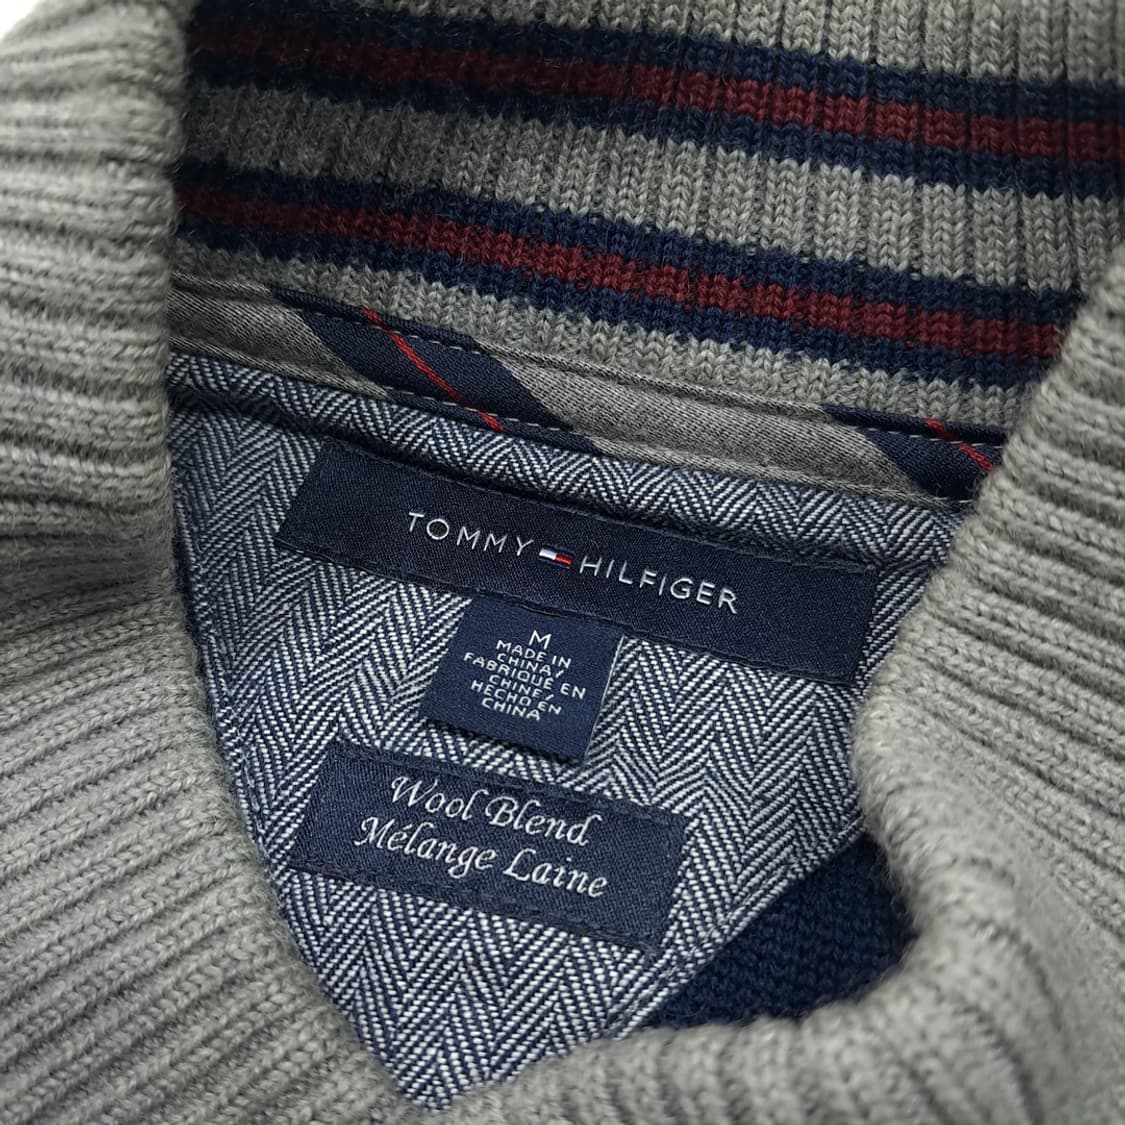 TOMMY HILFIGER
M
MADE IN
CHINA/
FABRIQUÉ EN
CHINE/
HECHO EN
CHINA
Wool Blend
Mélange Laine